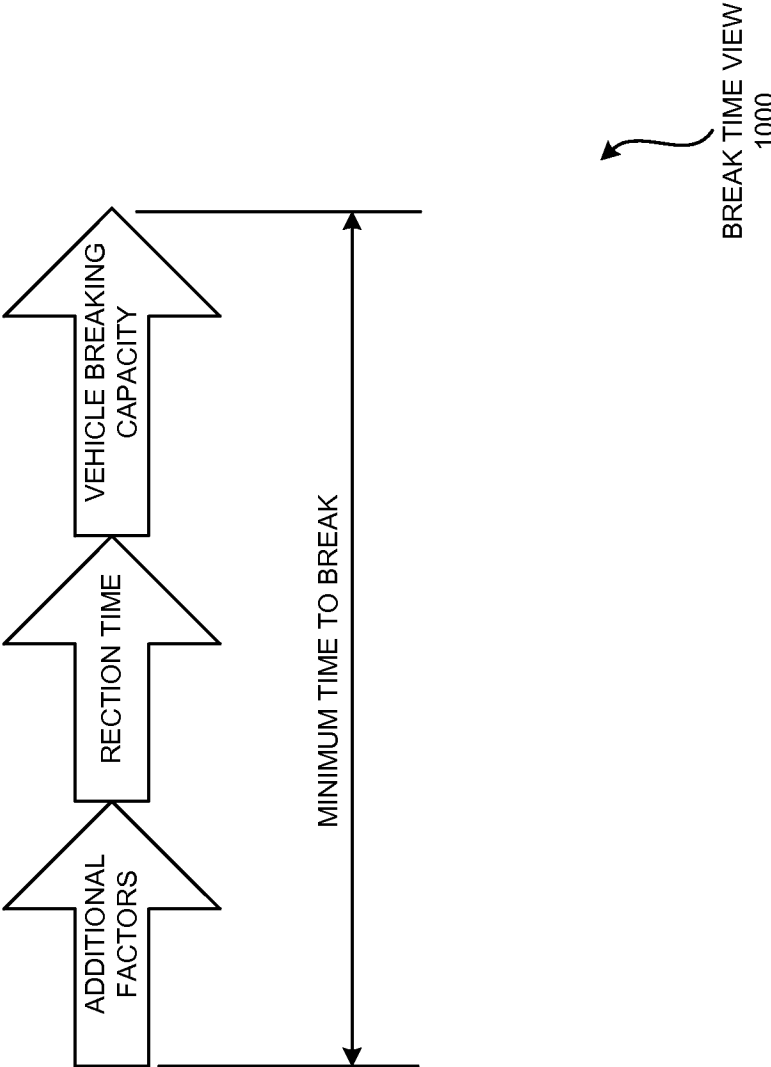 ADDITIONAL
FACTORS
RECTION TIME
VEHICLE BREAKING
CAPACITY
MINIMUM TIME TO BREAK
BREAK TIME VIEW
1000